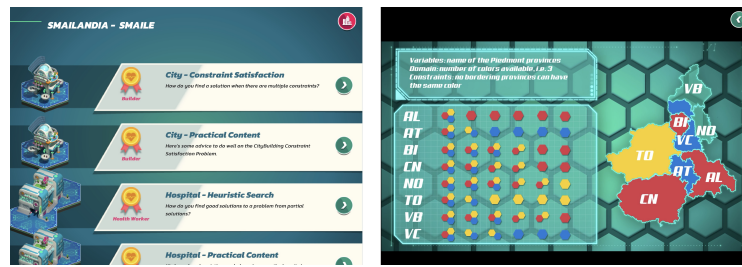 SMAILANDIA - SMAILE
City - Constraint Satisfaction
How do you find a solution when there are multiple constraints?
Builder
City - Practical Content
Here's some advice to do well on the CityBuilding Constraint
Satisfaction Problem.
Builder
Hospital - Heuristic Search
How do you find good solutions to a problem from partial
solutions?
Health Worker
Hospital - Practical Content
Variables: name of the Piedmont provinces
Domain: number of colors available, i.e. 3
Constraints: no bordering provinces can have
the same color
AL
AT
BI
CN
NO
TO
VB
VC
VB
BI
NO
VC
TO
AT
AL
CN